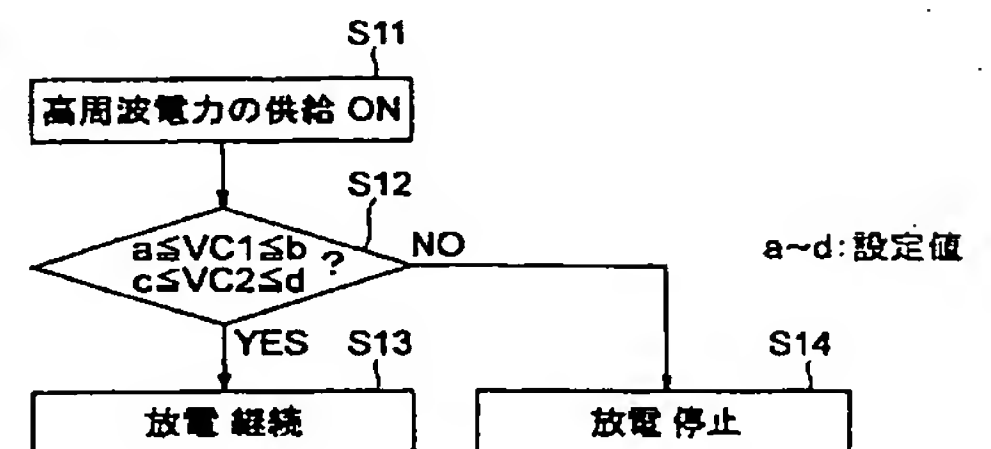 S11
高周波電力の供給 ON
S12
a≦VC1≦b
c≦VC2≦d
?
NO
a~d:設定値
YES
S13
S14
放電 継続
放電 停止